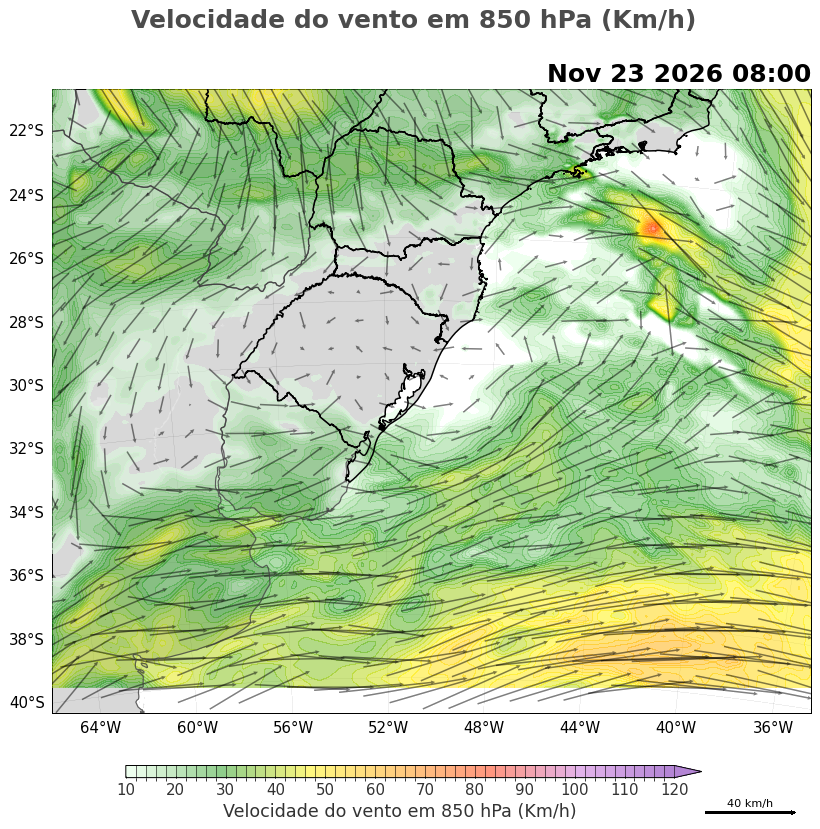 Velocidade do vento em 850 hPa (Km/h)
Nov 23 2026 08:00
22°S
24°S
26°S
28°S
30°S
32°S
34°S
36°S
38°S
40°S
64°W 60°W 56°W 52°W 48°W 44°W 40°W 36°W
10 20 30 40 50 60 70 80 90 100 110 120
Velocidade do vento em 850 hPa (Km/h)
40 km/h